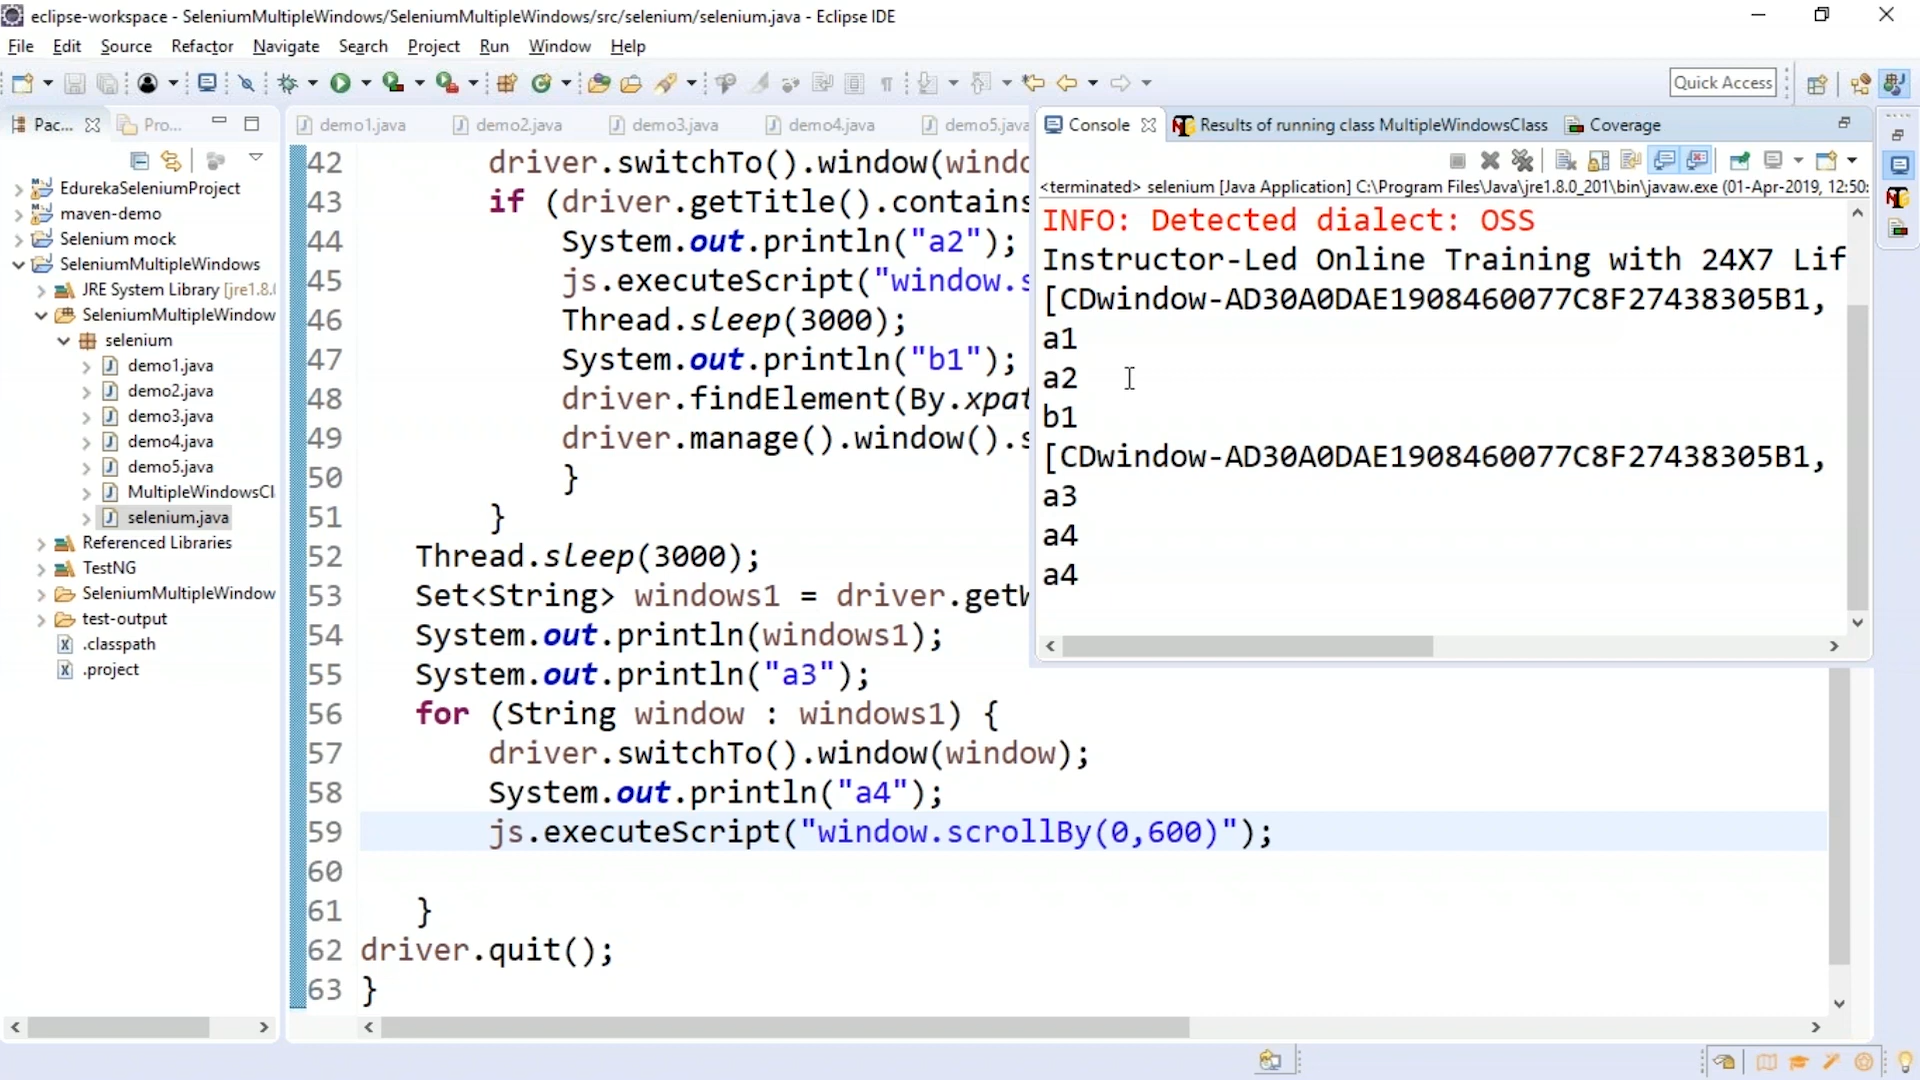 eclipse-workspace - SeleniumMultipleWindows/SeleniumMultipleWindows/src/selenium/selenium.java - Eclipse IDE
File Edit Source Refactor Navigate Search Project Run Window Help
Quick Access
Pac... Pro...
demo1.java demo2.java demo3.java demo4.java demo5.java
Console Results of running class MultipleWindowsClass Coverage
<terminated> selenium [Java Application] C:\Program Files\Java\jre1.8.0_201\bin\javaw.exe (01-Apr-2019, 12:50:
EdurekaSeleniumProject
maven-demo
Selenium mock
SeleniumMultipleWindows
JRE System Library [jre1.8.
SeleniumMultipleWindow
selenium
demo1.java
demo2.java
demo3.java
demo4.java
demo5.java
MultipleWindowsCl
selenium.java
Referenced Libraries
TestNG
SeleniumMultipleWindow
test-output
.classpath
.project
42 driver.switchTo().window(windo
43 if (driver.getTitle().contains
44 System.out.println("a2");
45 js.executeScript("window.s
46 Thread.sleep(3000);
47 System.out.println("b1");
48 driver.findElement(By.xpat
49 driver.manage().window().s
50 }
51 }
52 Thread.sleep(3000);
53 Set<String> windows1 = driver.getW
54 System.out.println(windows1);
55 System.out.println("a3");
56 for (String window : windows1) {
57 driver.switchTo().window(window);
58 System.out.println("a4");
59 js.executeScript("window.scrollBy(0,600)");
60
61 }
62 driver.quit();
63 }
INFO: Detected dialect: OSS
Instructor-Led Online Training with 24X7 Lif
[CDwindow-AD30A0DAE1908460077C8F27438305B1,
a1
a2
b1
[CDwindow-AD30A0DAE1908460077C8F27438305B1,
a3
a4
a4